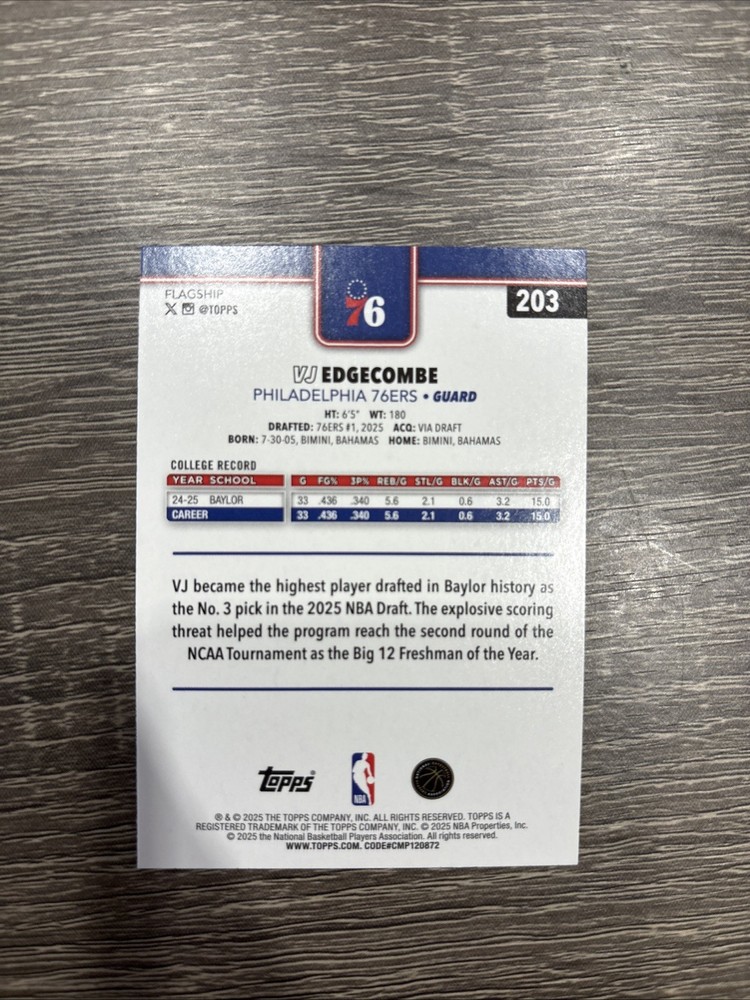 FLAGSHIP
@TOPPS
76
203
VJ EDGECOMBE
PHILADELPHIA 76ERS • GUARD
HT: 6'5" WT: 180
DRAFTED: 76ERS #1, 2025 ACQ: VIA DRAFT
BORN: 7-30-05, BIMINI, BAHAMAS HOME: BIMINI, BAHAMAS
COLLEGE RECORD
YEAR SCHOOL G FG% 3P% REB/G STL/G BLK/G AST/G PTS/G
24-25 BAYLOR 33 .436 .340 5.6 2.1 0.6 3.2 15.0
CAREER 33 .436 .340 5.6 2.1 0.6 3.2 15.0
VJ became the highest player drafted in Baylor history as
the No. 3 pick in the 2025 NBA Draft. The explosive scoring
threat helped the program reach the second round of the
NCAA Tournament as the Big 12 Freshman of the Year.
Topps®
NBA
® & © 2025 THE TOPPS COMPANY, INC. ALL RIGHTS RESERVED. TOPPS IS A
REGISTERED TRADEMARK OF THE TOPPS COMPANY, INC. © 2025 NBA Properties, Inc.
© 2025 the National Basketball Players Association. All rights reserved.
WWW.TOPPS.COM. CODE#CMP120872